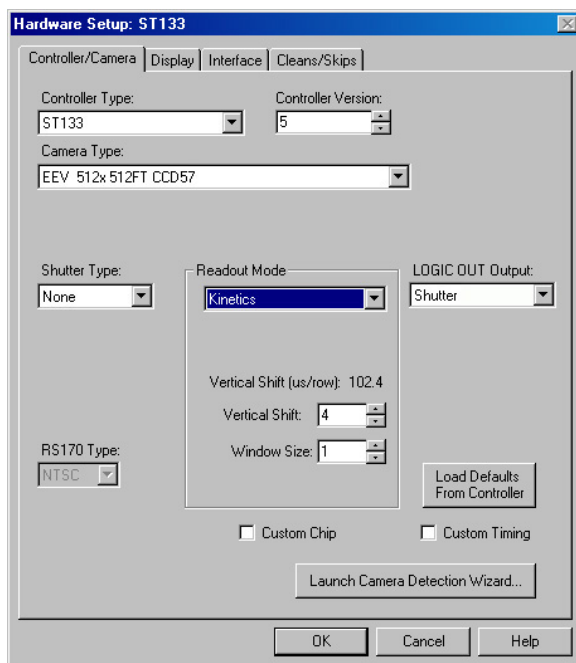 Hardware Setup: ST133
Controller/Camera Display Interface Cleans/Skips
Controller Type: Controller Version:
ST133 5
Camera Type:
EEV 512x 512FT CCD57
Shutter Type: Readout Mode LOGIC OUT Output:
None Kinetics Shutter
Vertical Shift (us/row): 102.4
Vertical Shift: 4
RS170 Type: Window Size: 1
NTSC
Load Defaults
From Controller
Custom Chip Custom Timing
Launch Camera Detection Wizard...
OK Cancel Help